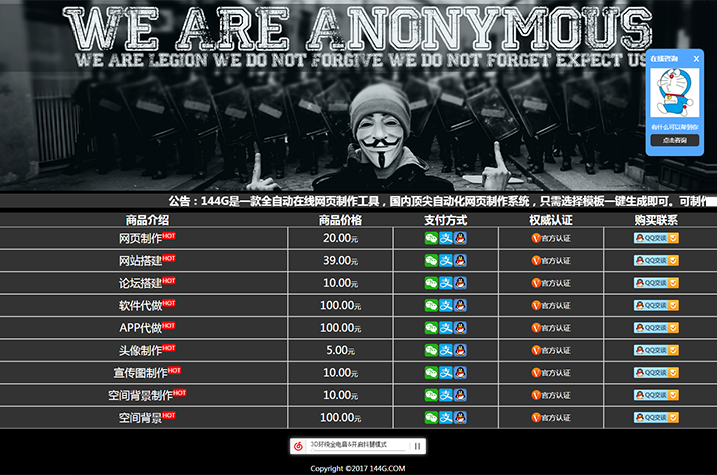 WE ARE ANONYMOUS
WE ARE LEGION WE DO NOT FORGIVE WE DO NOT FORGET EXPECT US
在线咨询 X
有什么可以帮到你
点击咨询
公告：144G是一款全自动在线网页制作工具，国内顶尖自动化网页制作系统，只需选择模板一键生成即可。可制作
商品介绍 商品价格 支付方式 权威认证 购买联系
网页制作HOT 20.00元 支 官方认证 QQ交谈
网站搭建HOT 39.00元 支 官方认证 QQ交谈
论坛搭建HOT 10.00元 支 官方认证 QQ交谈
软件代做HOT 100.00元 支 官方认证 QQ交谈
APP代做HOT 100.00元 支 官方认证 QQ交谈
头像制作HOT 5.00元 支 官方认证 QQ交谈
宣传图制作HOT 10.00元 支 官方认证 QQ交谈
空间背景制作HOT 10.00元 支 官方认证 QQ交谈
空间背景HOT 100.00元 支 官方认证 QQ交谈
3D环绕全电音&开启抖腿模式
Copyright ©2017 144G.COM